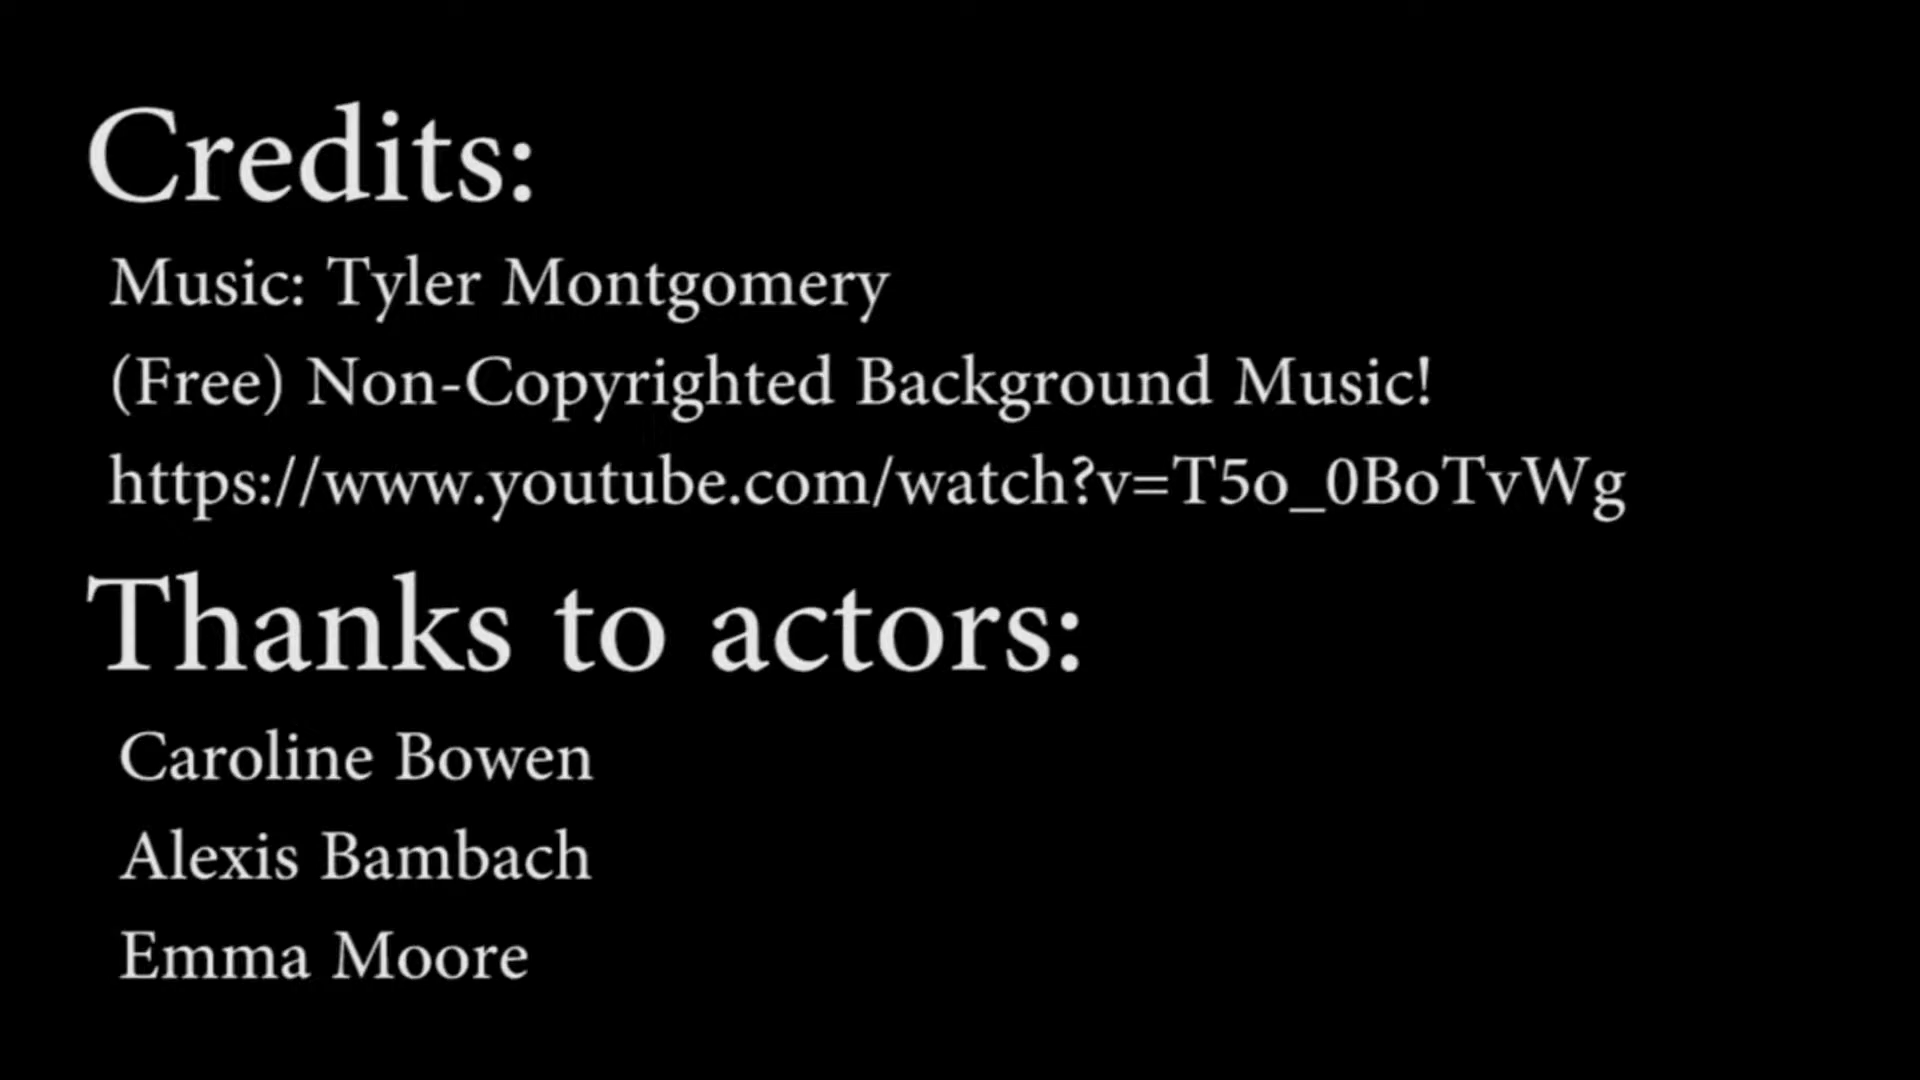 Credits:
Music: Tyler Montgomery
(Free) Non-Copyrighted Background Music!
https://www.youtube.com/watch?v=T5o_0BoTvWg
Thanks to actors:
Caroline Bowen
Alexis Bambach
Emma Moore